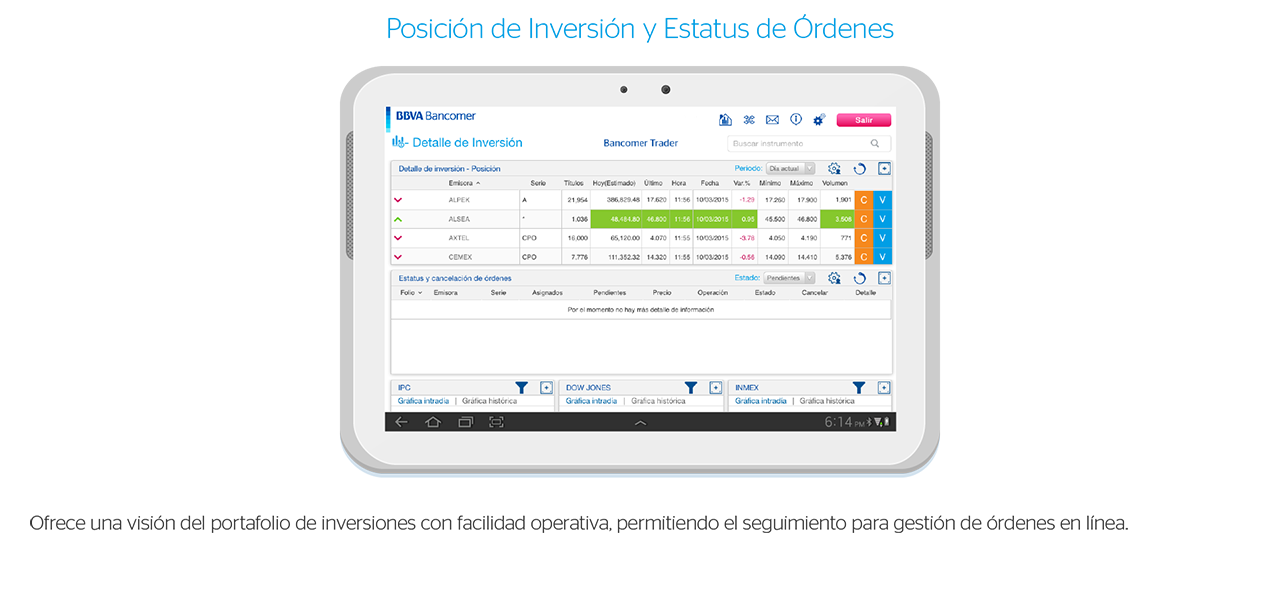 Posición de Inversión y Estatus de Órdenes
BBVA Bancomer
Salir
Detalle de Inversión
Bancomer Trader
Buscar instrumento
Detalle de inversión - Posición
Periodo: Día actual
Emisora Serie Títulos Hoy(Estimado) Último Hora Fecha Var.% Mínimo Máximo Volumen
ALPEK A 21,954 386,829.48 17.620 11:56 10/03/2015 -1.29 17.260 17.900 1,901 C V
ALSEA * 1,036 48,484.80 46.800 11:56 10/03/2015 0.95 45.500 46.800 3,508 C V
AXTEL CPO 16,000 65,120.00 4.070 11:55 10/03/2015 -3.78 4.050 4.190 771 C V
CEMEX CPO 7,776 111,352.32 14.320 11:55 10/03/2015 -0.56 14.090 14.410 5,376 C V
Estatus y cancelación de órdenes
Estado: Pendientes
Folio Emisora Serie Asignados Pendientes Precio Operación Estado Cancelar Detalle
Por el momento no hay más detalle de información
IPC DOW JONES INMEX
Gráfica intradía | Gráfica histórica Gráfica intradía | Gráfica histórica Gráfica intradía | Gráfica histórica
6:14 PM
Ofrece una visión del portafolio de inversiones con facilidad operativa, permitiendo el seguimiento para gestión de órdenes en línea.